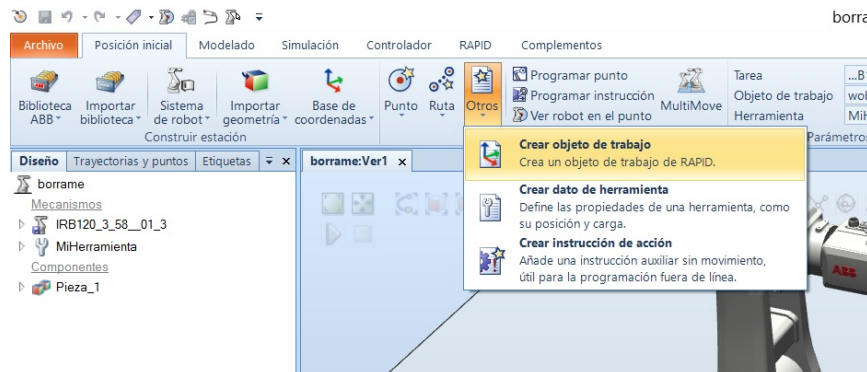 borra
Archivo Posición inicial Modelado Simulación Controlador RAPID Complementos
Biblioteca ABB
Importar biblioteca
Sistema de robot
Importar geometría
Base de coordenadas
Punto
Ruta
Otros
Programar punto
Programar instrucción
Ver robot en el punto
MultiMove
Tarea
Objeto de trabajo
Herramienta
Construir estación
Diseño Trayectorias y puntos Etiquetas
borrame:Ver1
borrame
Mecanismos
IRB120_3_58__01_3
MiHerramienta
Componentes
Pieza_1
Crear objeto de trabajo
Crea un objeto de trabajo de RAPID.
Crear dato de herramienta
Define las propiedades de una herramienta, como
su posición y carga.
Crear instrucción de acción
Añade una instrucción auxiliar sin movimiento,
útil para la programación fuera de línea.
ABB